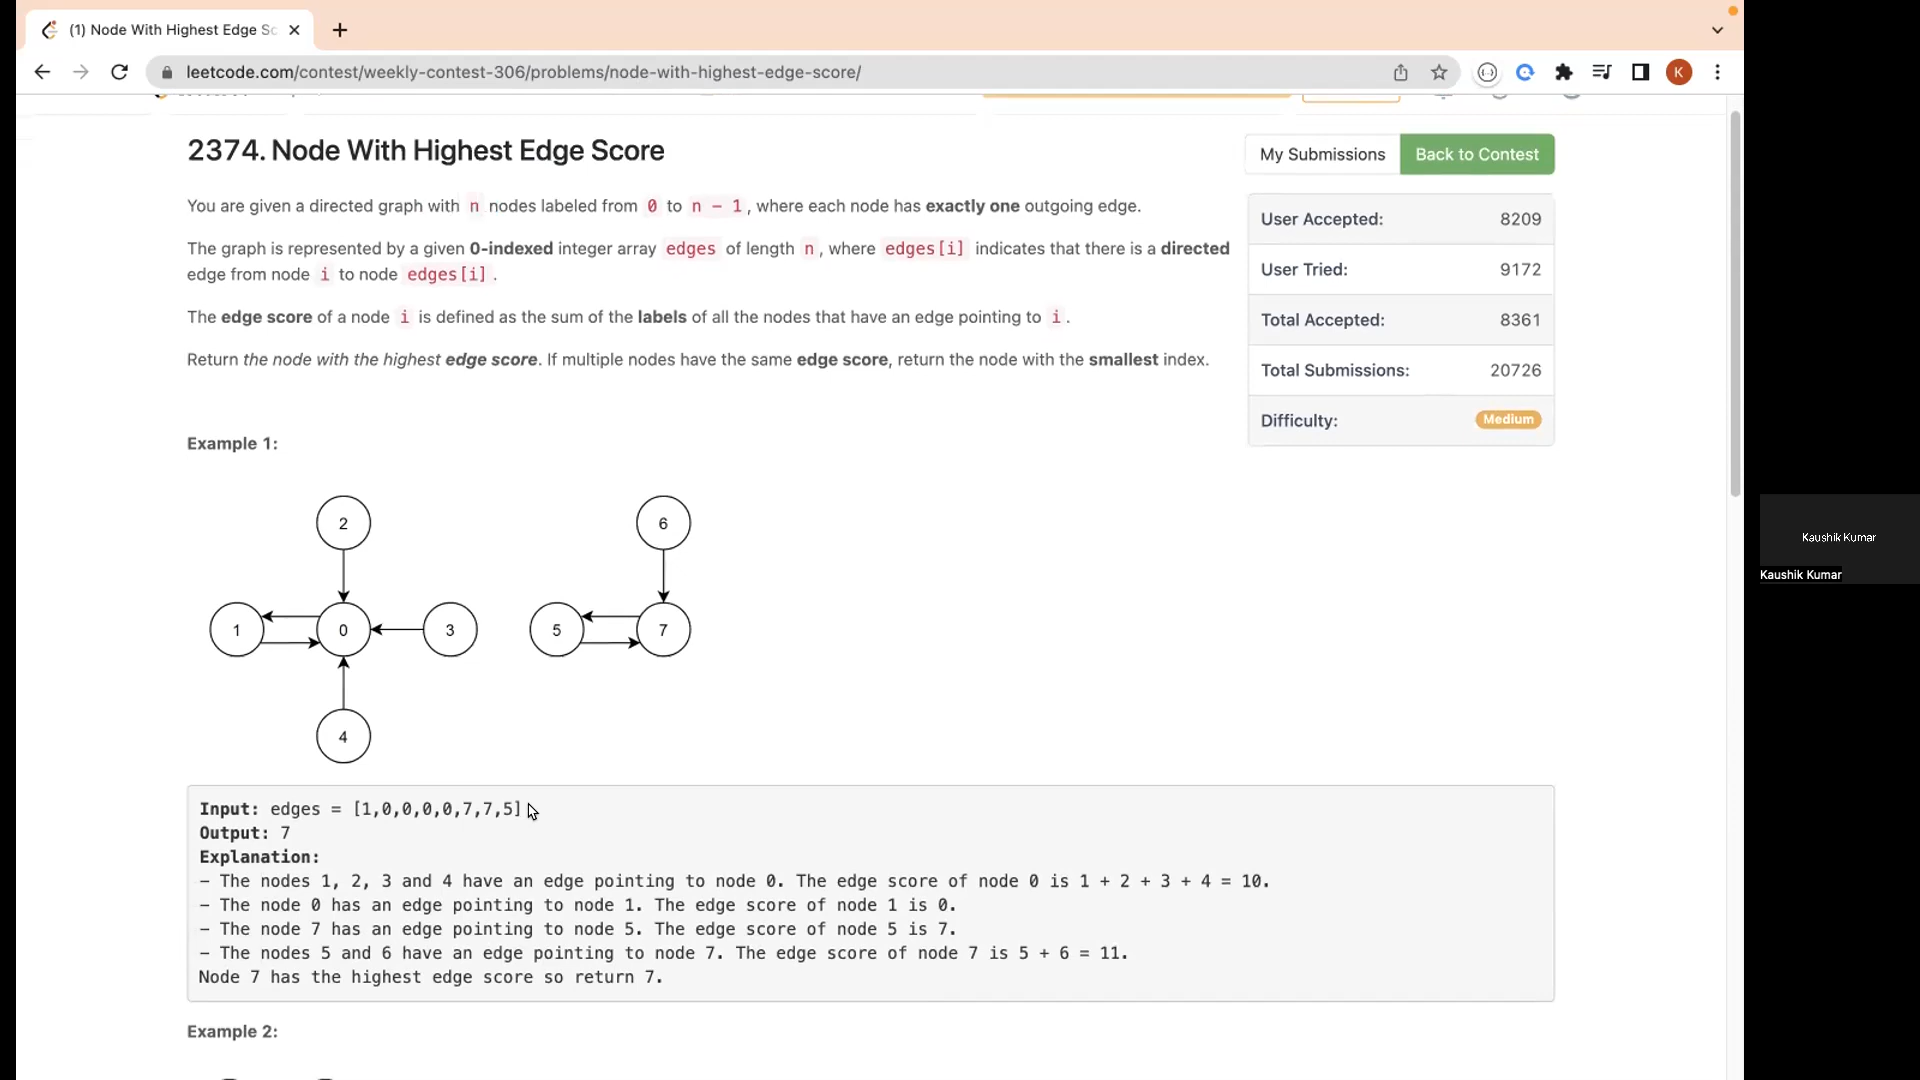 (1) Node With Highest Edge Sc
leetcode.com/contest/weekly-contest-306/problems/node-with-highest-edge-score/
K
2374. Node With Highest Edge Score
My Submissions
Back to Contest
You are given a directed graph with n nodes labeled from 0 to n - 1, where each node has exactly one outgoing edge.
The graph is represented by a given 0-indexed integer array edges of length n, where edges[i] indicates that there is a directed
edge from node i to node edges[i].
The edge score of a node i is defined as the sum of the labels of all the nodes that have an edge pointing to i.
Return the node with the highest edge score. If multiple nodes have the same edge score, return the node with the smallest index.
User Accepted: 8209
User Tried: 9172
Total Accepted: 8361
Total Submissions: 20726
Difficulty: Medium
Example 1:
2 6
1 0 3 5 7
4
Input: edges = [1,0,0,0,0,7,7,5]
Output: 7
Explanation:
- The nodes 1, 2, 3 and 4 have an edge pointing to node 0. The edge score of node 0 is 1 + 2 + 3 + 4 = 10.
- The node 0 has an edge pointing to node 1. The edge score of node 1 is 0.
- The node 7 has an edge pointing to node 5. The edge score of node 5 is 7.
- The nodes 5 and 6 have an edge pointing to node 7. The edge score of node 7 is 5 + 6 = 11.
Node 7 has the highest edge score so return 7.
Example 2:
Kaushik Kumar
Kaushik Kumar